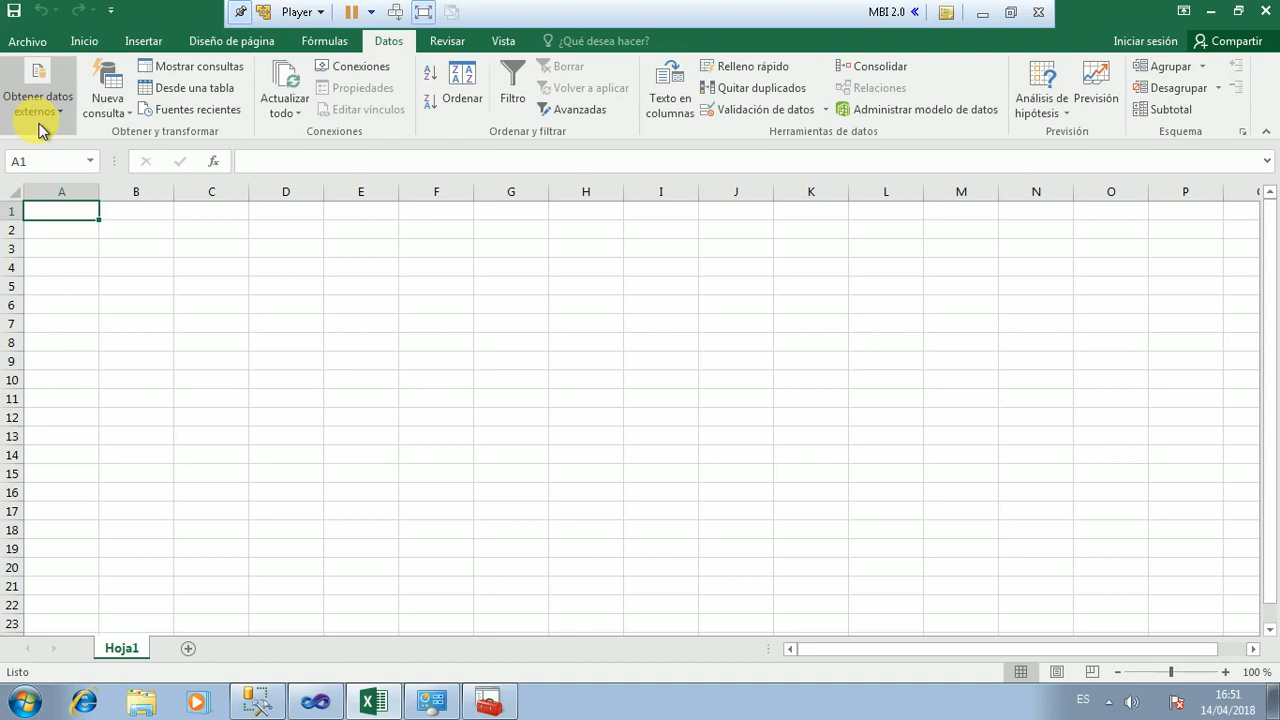 Player MBI 2.0
Archivo Inicio Insertar Diseño de página Fórmulas Datos Revisar Vista ¿Qué desea hacer? Iniciar sesión Compartir
Obtener datos
externos
Nueva
consulta
Mostrar consultas
Desde una tabla
Fuentes recientes
Obtener y transformar
Actualizar
todo
Conexiones
Propiedades
Editar vínculos
Conexiones
Ordenar
Filtro
Borrar
Volver a aplicar
Avanzadas
Ordenar y filtrar
Texto en
columnas
Relleno rápido
Quitar duplicados
Validación de datos
Consolidar
Relaciones
Administrar modelo de datos
Herramientas de datos
Análisis de
hipótesis
Previsión
Previsión
Agrupar
Desagrupar
Subtotal
Esquema
A1 fx
A B C D E F G H I J K L M N O P
1
2
3
4
5
6
7
8
9
10
11
12
13
14
15
16
17
18
19
20
21
22
23
Hoja1
Listo 100 %
ES 16:51
14/04/2018